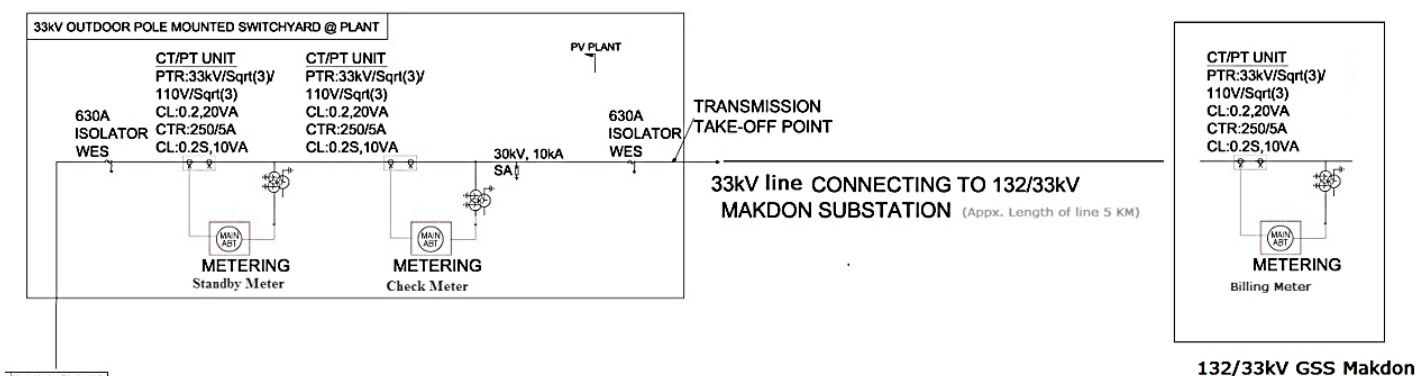 33kV OUTDOOR POLE MOUNTED SWITCHYARD @ PLANT
PV PLANT
630A
ISOLATOR
WES
CT/PT UNIT
PTR:33kV/Sqrt(3)/
110V/Sqrt(3)
CL:0.2,20VA
CTR:250/5A
CL:0.2S,10VA
MAIN
ABT
METERING
Standby Meter
CT/PT UNIT
PTR:33kV/Sqrt(3)/
110V/Sqrt(3)
CL:0.2,20VA
CTR:250/5A
CL:0.2S,10VA
MAIN
ABT
METERING
Check Meter
30kV, 10kA
SA
630A
ISOLATOR
WES
TRANSMISSION
TAKE-OFF POINT
33kV line CONNECTING TO 132/33kV
MAKDON SUBSTATION (Appx. Length of line 5 KM)
CT/PT UNIT
PTR:33kV/Sqrt(3)/
110V/Sqrt(3)
CL:0.2,20VA
CTR:250/5A
CL:0.2S,10VA
MAIN
ABT
METERING
Billing Meter
132/33kV GSS Makdon